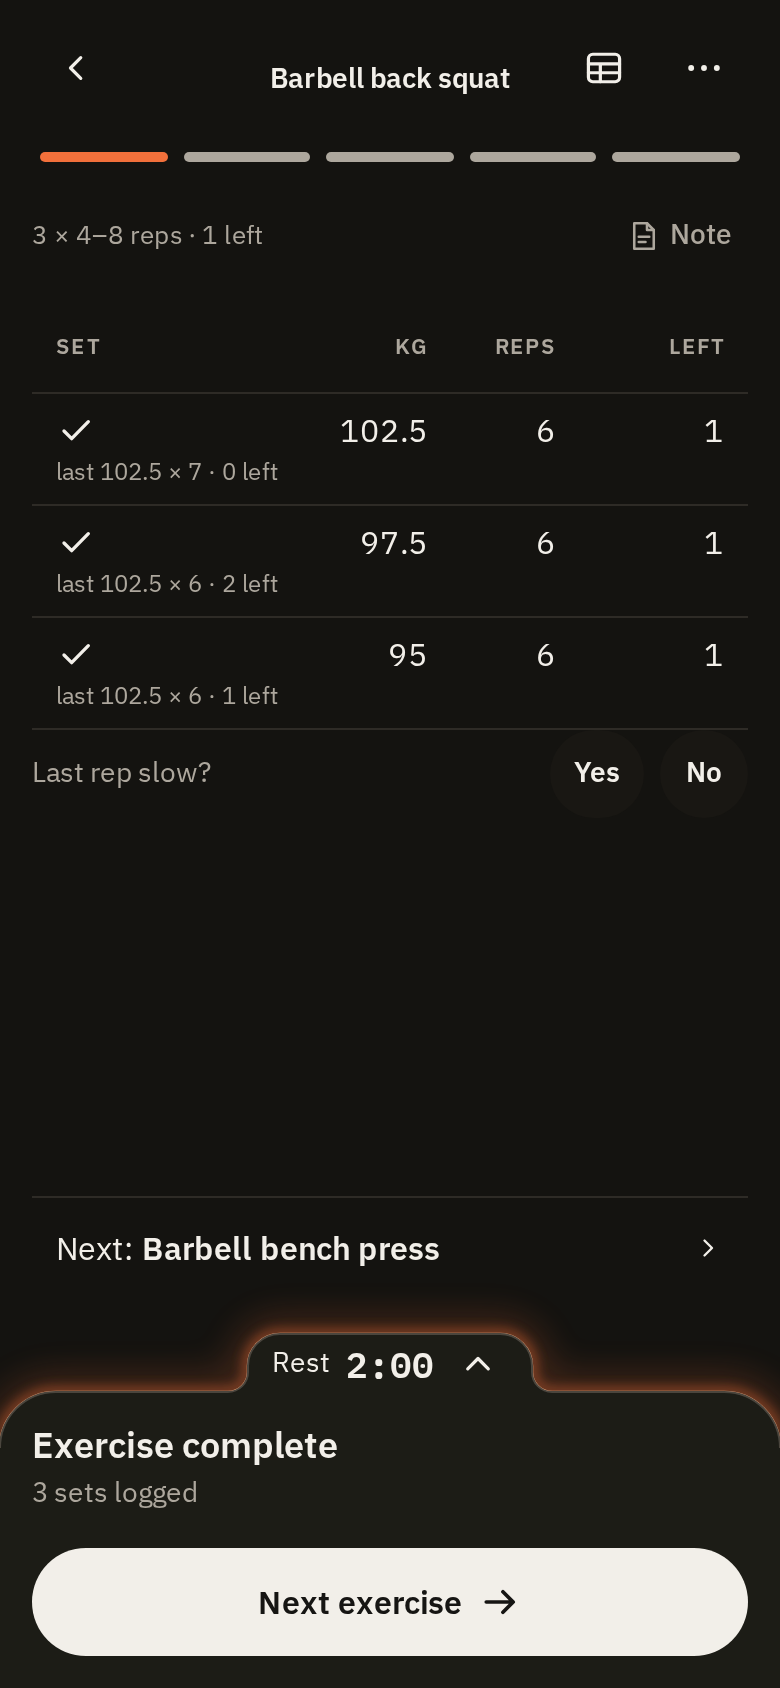 Barbell back squat
3 × 4–8 reps · 1 left
Note
SET KG REPS LEFT
102.5 6 1
last 102.5 × 7 · 0 left
97.5 6 1
last 102.5 × 6 · 2 left
95 6 1
last 102.5 × 6 · 1 left
Last rep slow? Yes No
Next: Barbell bench press
Rest 2:00
Exercise complete
3 sets logged
Next exercise